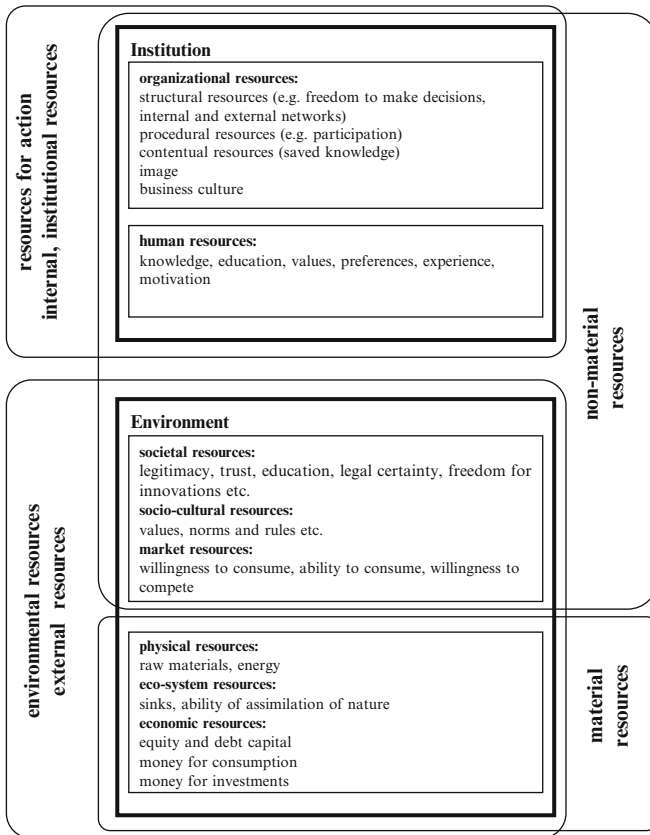 resources for action
internal, institutional resources
Institution
organizational resources:
structural resources (e.g. freedom to make decisions,
internal and external networks)
procedural resources (e.g. participation)
contentual resources (saved knowledge)
image
business culture
human resources:
knowledge, education, values, preferences, experience,
motivation
non-material
resources
environmental resources
external resources
Environment
societal resources:
legitimacy, trust, education, legal certainty, freedom for
innovations etc.
socio-cultural resources:
values, norms and rules etc.
market resources:
willingness to consume, ability to consume, willingness to
compete
physical resources:
raw materials, energy
eco-system resources:
sinks, ability of assimilation of nature
economic resources:
equity and debt capital
money for consumption
money for investments
material
resources